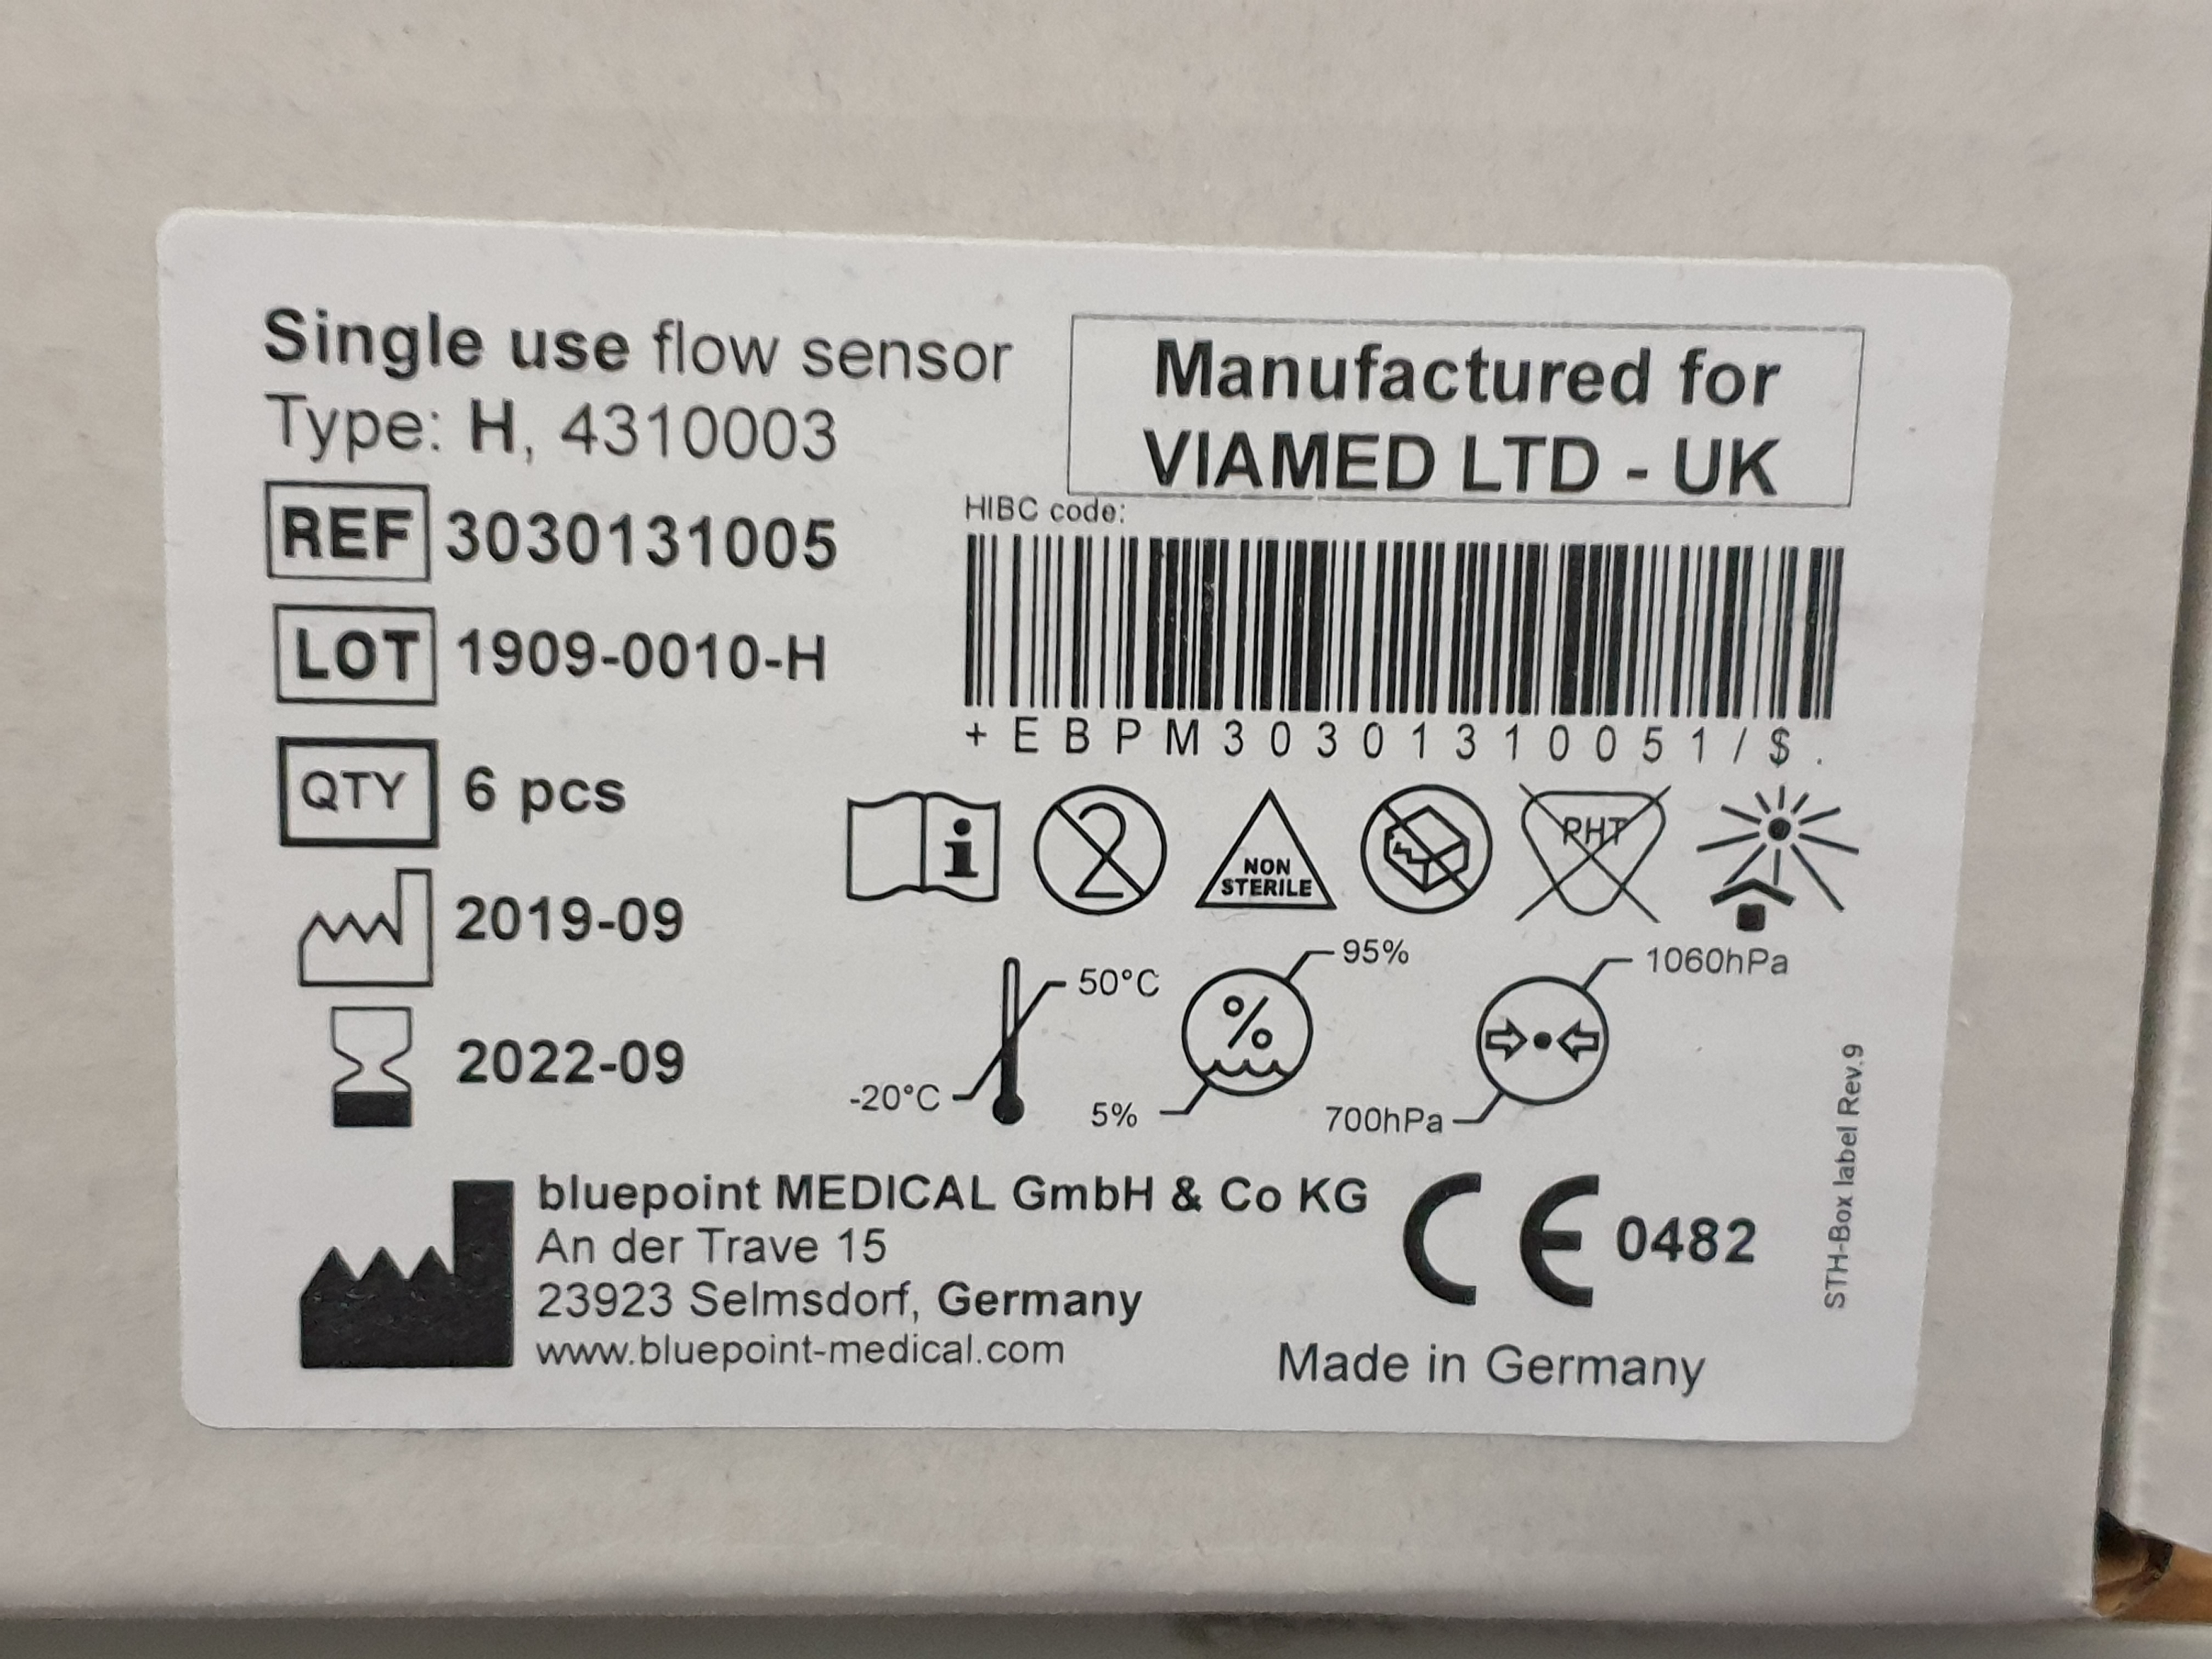 Single use flow sensor
Type: H, 4310003
REF 3030131005
LOT 1909-0010-H
QTY 6 pcs
2019-09
2022-09
Manufactured for
VIAMED LTD - UK
HIBC code:
+EBPM30301310051/$.
i
2
NON
STERILE
PHT
50°C
-20°C
%
95%
5%
1060hPa
700hPa
bluepoint MEDICAL GmbH & Co KG
An der Trave 15
23923 Selmsdorf, Germany
www.bluepoint-medical.com
CE 0482
Made in Germany
STH-Box label Rev.9